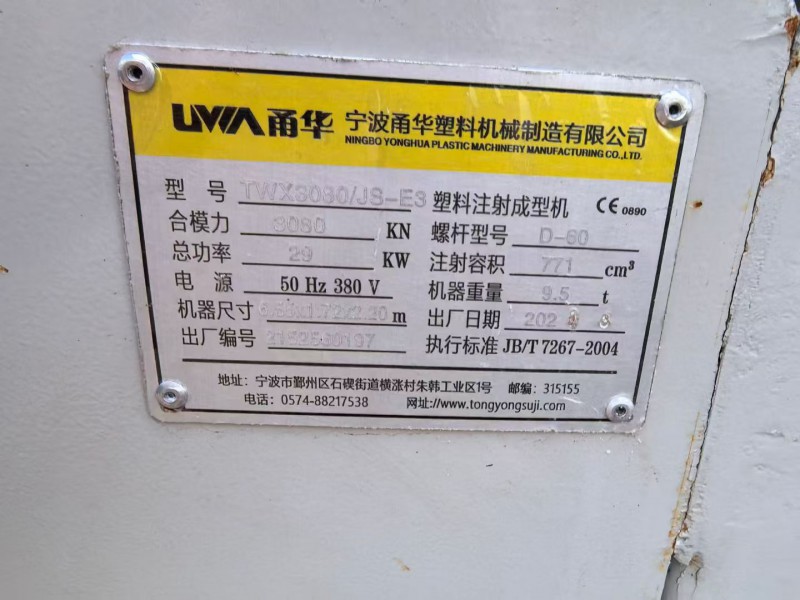 UWA 甬华 宁波甬华塑料机械制造有限公司
NINGBO YONGHUA PLASTIC MACHINERY MANUFACTURING CO.,LTD.
型 号 TWX3080/JS-E3 塑料注射成型机 CE 0890
合模力 3080 KN 螺杆型号 D-60
总功率 29 KW 注射容积 771 cm³
电 源 50 Hz 380 V 机器重量 9.5 t
机器尺寸 m 出厂日期 202
出厂编号 执行标准 JB/T 7267-2004
地址：宁波市鄞州区石碶街道横涨村朱韩工业区1号 邮编：315155
电话：0574-88217538 网址://www.tongyongsuji.com